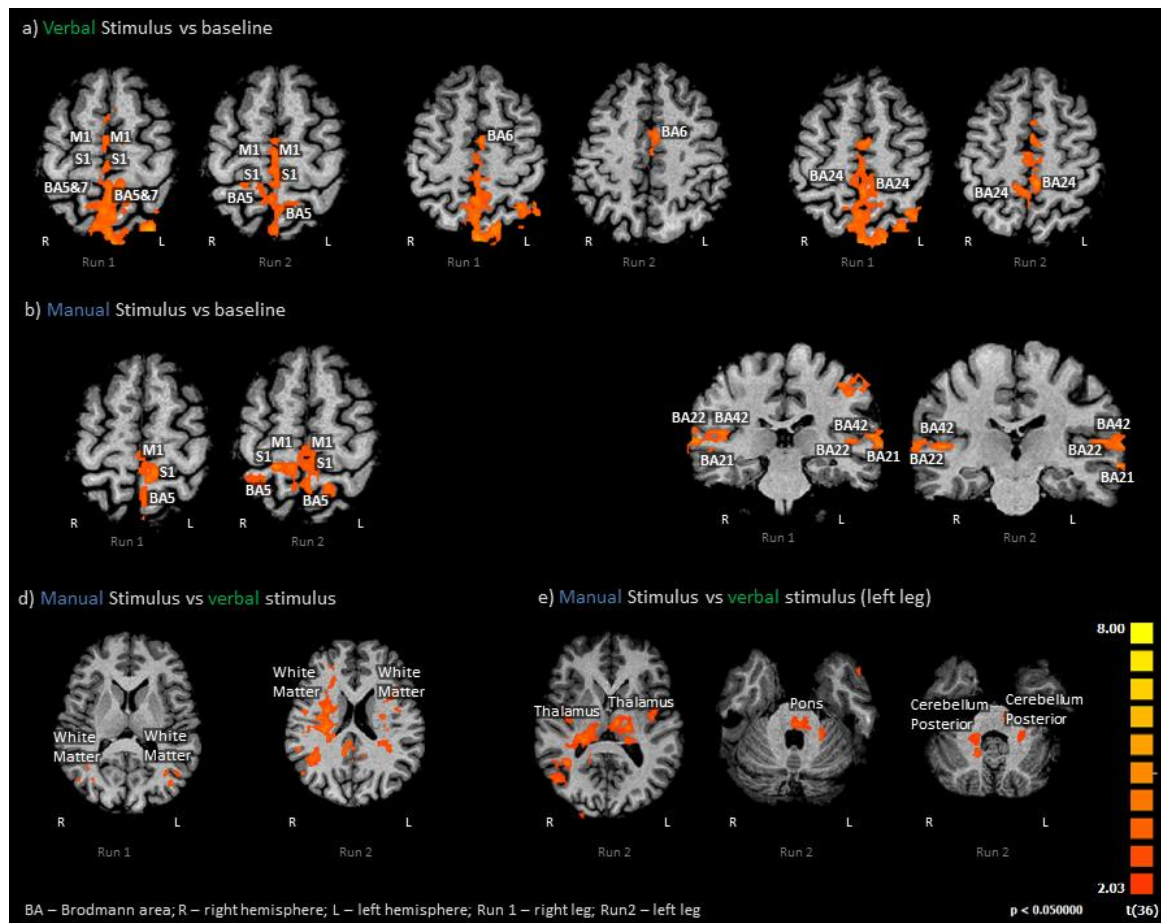 a) Verbal Stimulus vs baseline
M1 M1 M1 M1 BA6 BA6
S1 S1 S1 S1
BA5&7 BA5&7 BA5 BA5 BA24 BA24 BA24 BA24
R L R L R L R L R L R L
Run 1 Run 2 Run 1 Run 2 Run 1 Run 2
b) Manual Stimulus vs baseline
M1 S1 BA5
M1 M1 S1 S1 BA5 BA5
BA22 BA42 BA21 BA42 BA22 BA21
BA42 BA22 BA42 BA22 BA21
R L R L R L R L
Run 1 Run 2 Run 1 Run 2
d) Manual Stimulus vs verbal stimulus
White Matter White Matter
White Matter White Matter
R L R L
Run 1 Run 2
e) Manual Stimulus vs verbal stimulus (left leg)
Thalamus Thalamus
Pons
Cerebellum Posterior Cerebellum Posterior
R L R L R L
Run 2 Run 2 Run 2
8.00
2.03
BA – Brodmann area; R – right hemisphere; L – left hemisphere; Run 1 – right leg; Run2 – left leg
p < 0.050000 t(36)